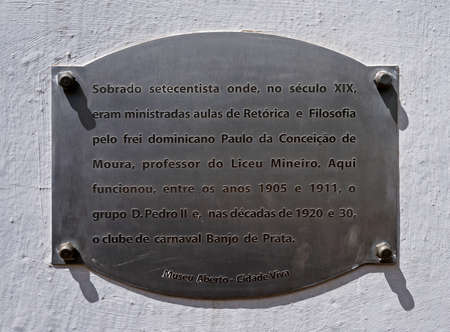 Sobrado setecentista onde, no século XIX,
eram ministradas aulas de Retórica e Filosofia
pelo frei dominicano Paulo da Conceição de
Moura, professor do Liceu Mineiro. Aqui
funcionou, entre os anos 1905 e 1911, o
grupo D. Pedro II e, nas décadas de 1920 e 30-
o clube de carnaval Banjo de Prata.
Museu Aberto - Cidade Viva